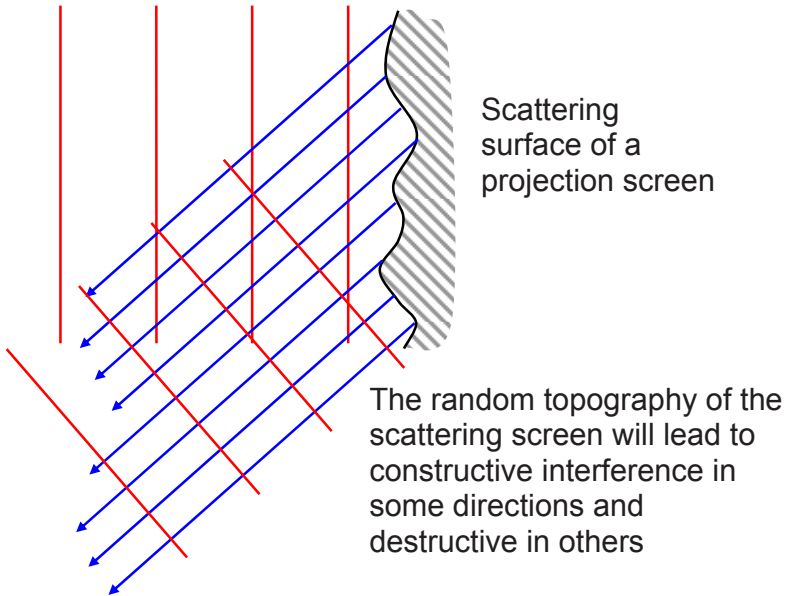 Scattering
surface of a
projection screen
The random topography of the
scattering screen will lead to
constructive interference in
some directions and
destructive in others